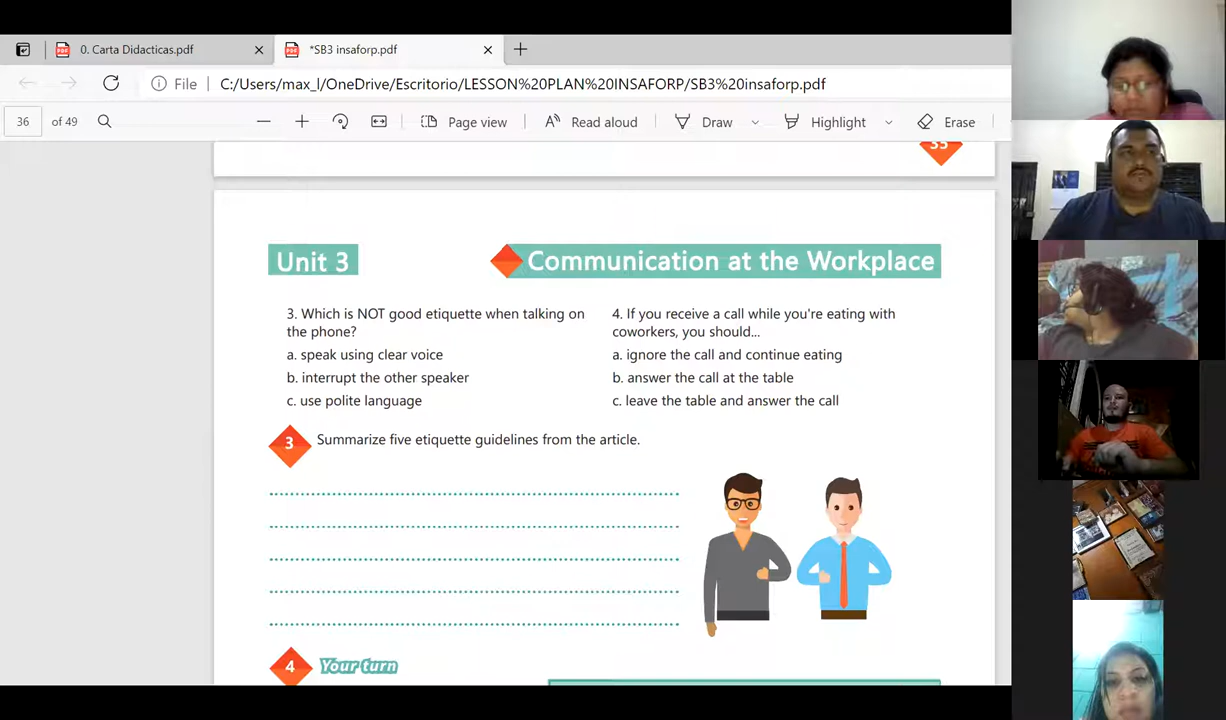 0. Carta Didacticas.pdf
*SB3 insaforp.pdf
File C:/Users/max_l/OneDrive/Escritorio/LESSON%20PLAN%20INSAFORP/SB3%20insaforp.pdf
36 of 49 Page view Read aloud Draw Highlight Erase
35
Unit 3
Communication at the Workplace
3. Which is NOT good etiquette when talking on
the phone?
a. speak using clear voice
b. interrupt the other speaker
c. use polite language
4. If you receive a call while you're eating with
coworkers, you should...
a. ignore the call and continue eating
b. answer the call at the table
c. leave the table and answer the call
3 Summarize five etiquette guidelines from the article.
4 Your turn